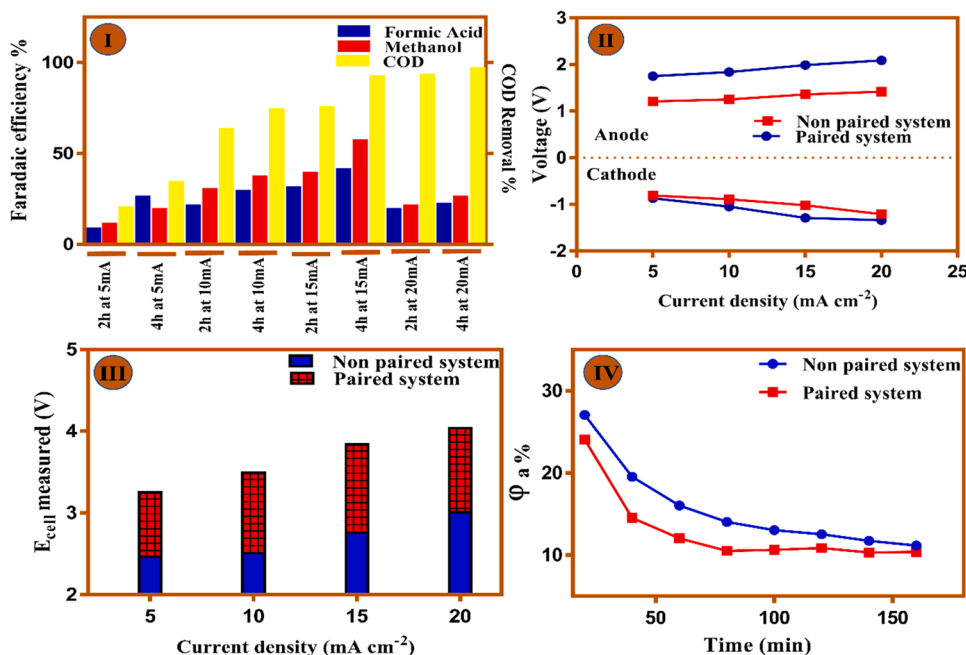 I
Formic Acid
Methanol
COD
Faradaic efficiency %
COD Removal %
100
50
0
2h at 5mA
4h at 5mA
2h at 10mA
4h at 10mA
2h at 15mA
4h at 15mA
2h at 20mA
4h at 20mA
II
Voltage (V)
3
2
1
0
-1
-2
Non paired system
Paired system
Anode
Cathode
0 5 10 15 20 25
Current density (mA cm⁻²)
III
Non paired system
Paired system
E_cell measured (V)
5
4
3
2
5 10 15 20
Current density (mA cm⁻²)
IV
Non paired system
Paired system
φ a %
30
20
10
50 100 150
Time (min)